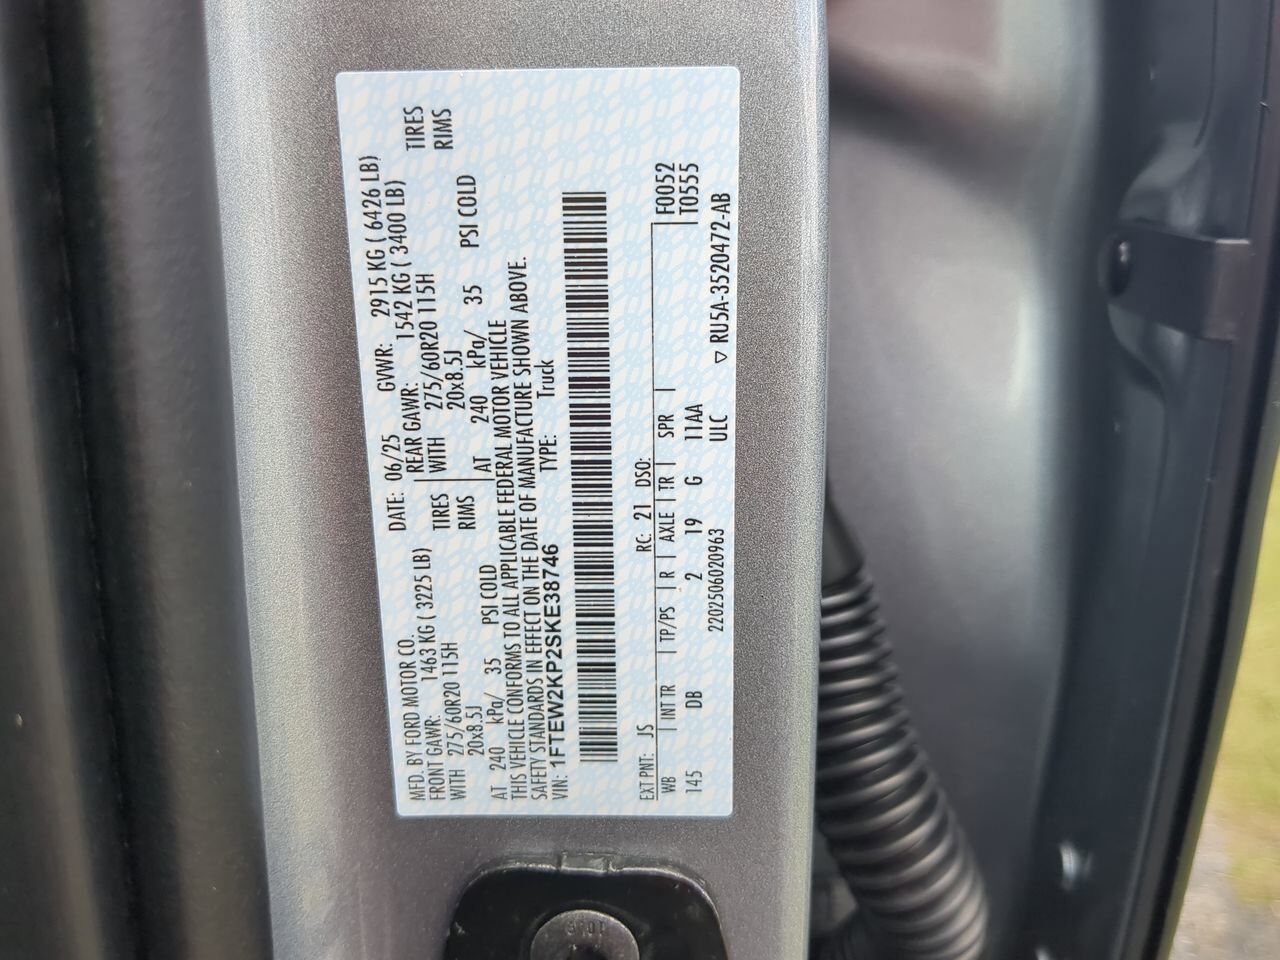 MFD. BY FORD MOTOR CO. DATE: 06/25 GVWR: 2915 KG ( 6426 LB)
FRONT GAWR: 1463 KG ( 3225 LB) REAR GAWR: 1542 KG ( 3400 LB)
WITH 275/60R20 115H TIRES WITH 275/60R20 115H TIRES
20x8.5J RIMS 20x8.5J RIMS
AT 240 kPa/ 35 PSI COLD AT 240 kPa/ 35 PSI COLD
THIS VEHICLE CONFORMS TO ALL APPLICABLE FEDERAL MOTOR VEHICLE
SAFETY STANDARDS IN EFFECT ON THE DATE OF MANUFACTURE SHOWN ABOVE.
VIN: 1FTEW2KP2SKE38746 TYPE: Truck
EXT PNT: JS RC: 21 DSO: F0052
WB | INT TR | TP/PS | R | AXLE | TR | SPR | T0555
145 DB 2 19 G 11AA
2202506020963 ULC ▽ RU5A-3520472-AB